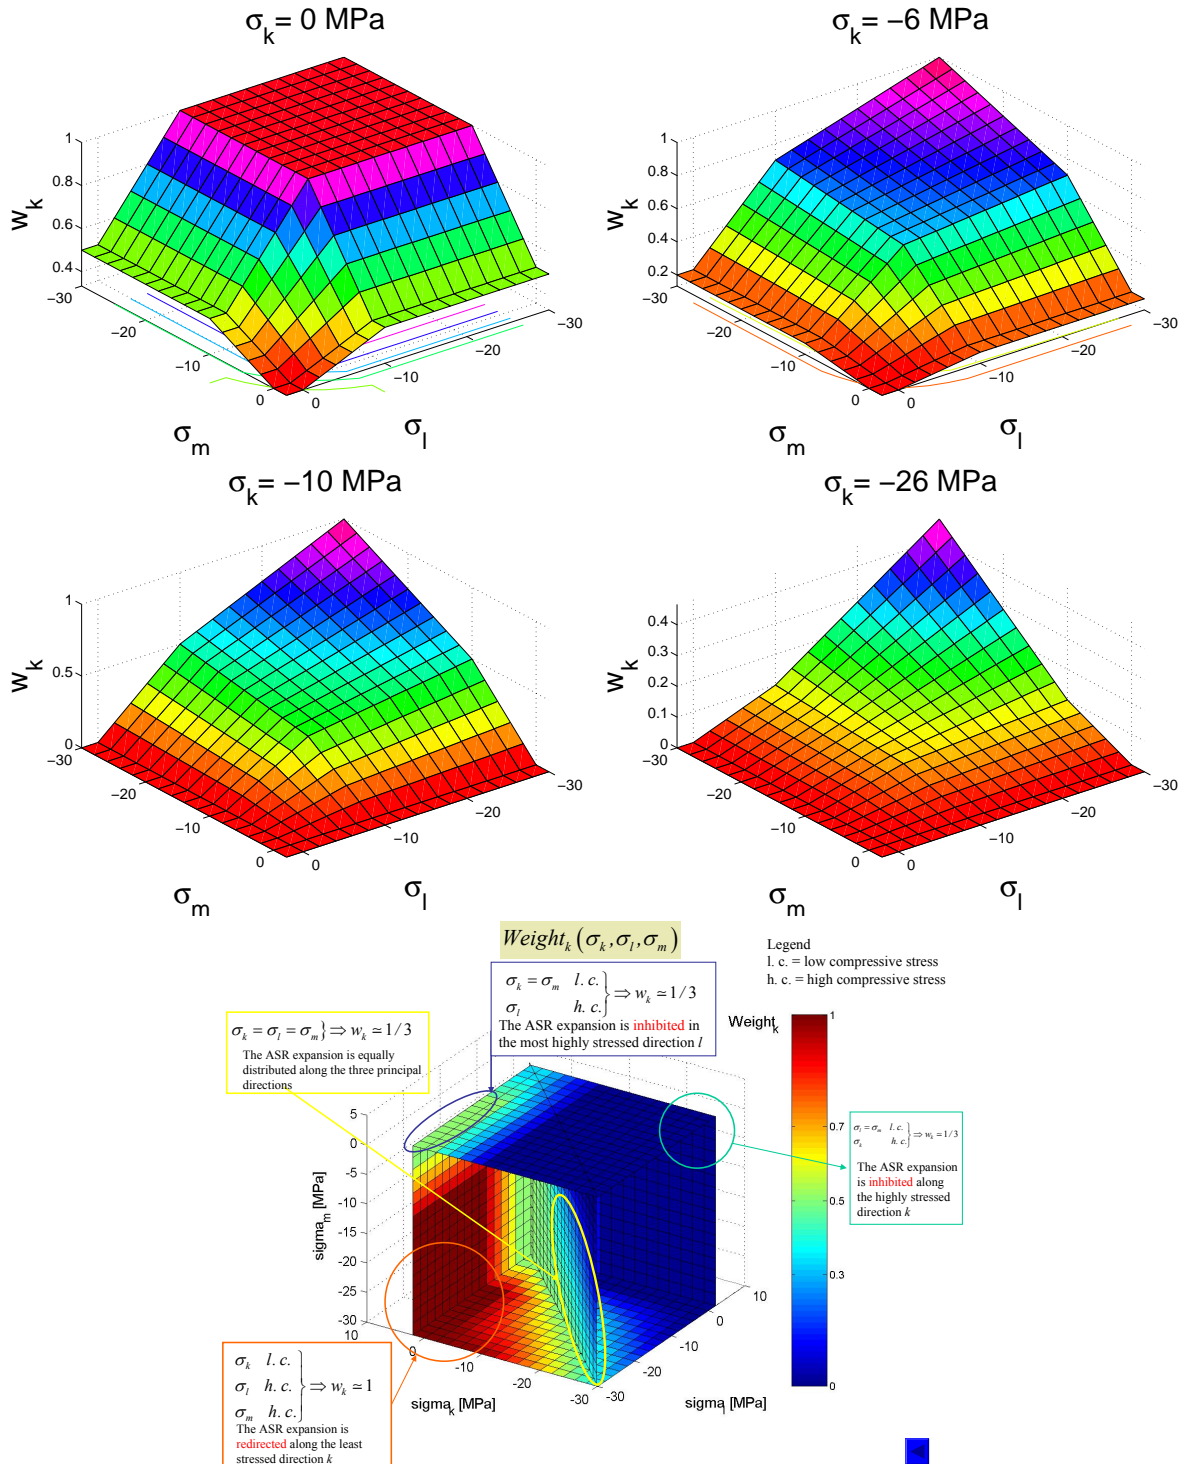 σk= 0 MPa
σk= −6 MPa
1
0.8
0.6
0.4
wk
−30
−20
−10
0
σm
0
−10
−20
−30
σl
1
0.8
0.6
0.4
0.2
wk
−30
−20
−10
0
σm
0
−10
−20
−30
σl
σk= −10 MPa
σk= −26 MPa
1
0.5
0
wk
−30
−20
−10
0
σm
0
−10
−20
−30
σl
0.4
0.3
0.2
0.1
0
wk
−30
−20
−10
0
σm
0
−10
−20
−30
σl
Weightk (σk,σl,σm)
Legend
l. c. = low compressive stress
h. c. = high compressive stress
σk = σm l. c.
σl h. c.} ⇒ wk ≃ 1/3
The ASR expansion is inhibited in
the most highly stressed direction l
σk = σl = σm} ⇒ wk ≃ 1/3
The ASR expansion is equally
distributed along the three principal
directions
Weightk
1
0.7
0.5
0.3
0
σl = σm l. c.
σk h. c.} ⇒ wk ≃ 1/3
The ASR expansion
is inhibited along
the highly stressed
direction k
5
0
-5
-10
-15
-20
-25
-30
sigmam [MPa]
10
0
-10
-20
-30
sigmak [MPa]
-30
-20
-10
0
10
sigmal [MPa]
σk l. c.
σl h. c.} ⇒ wk ≃ 1
σm h. c.
The ASR expansion is
redirected along the least
stressed direction k